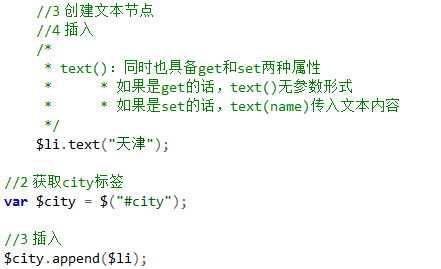 //3 创建文本节点
//4 插入
/*
* text()：同时也具备get和set两种属性
* * 如果是get的话，text()无参数形式
* * 如果是set的话，text(name)传入文本内容
*/
$li.text("天津");
//2 获取city标签
var $city = $("#city");
//3 插入
$city.append($li);